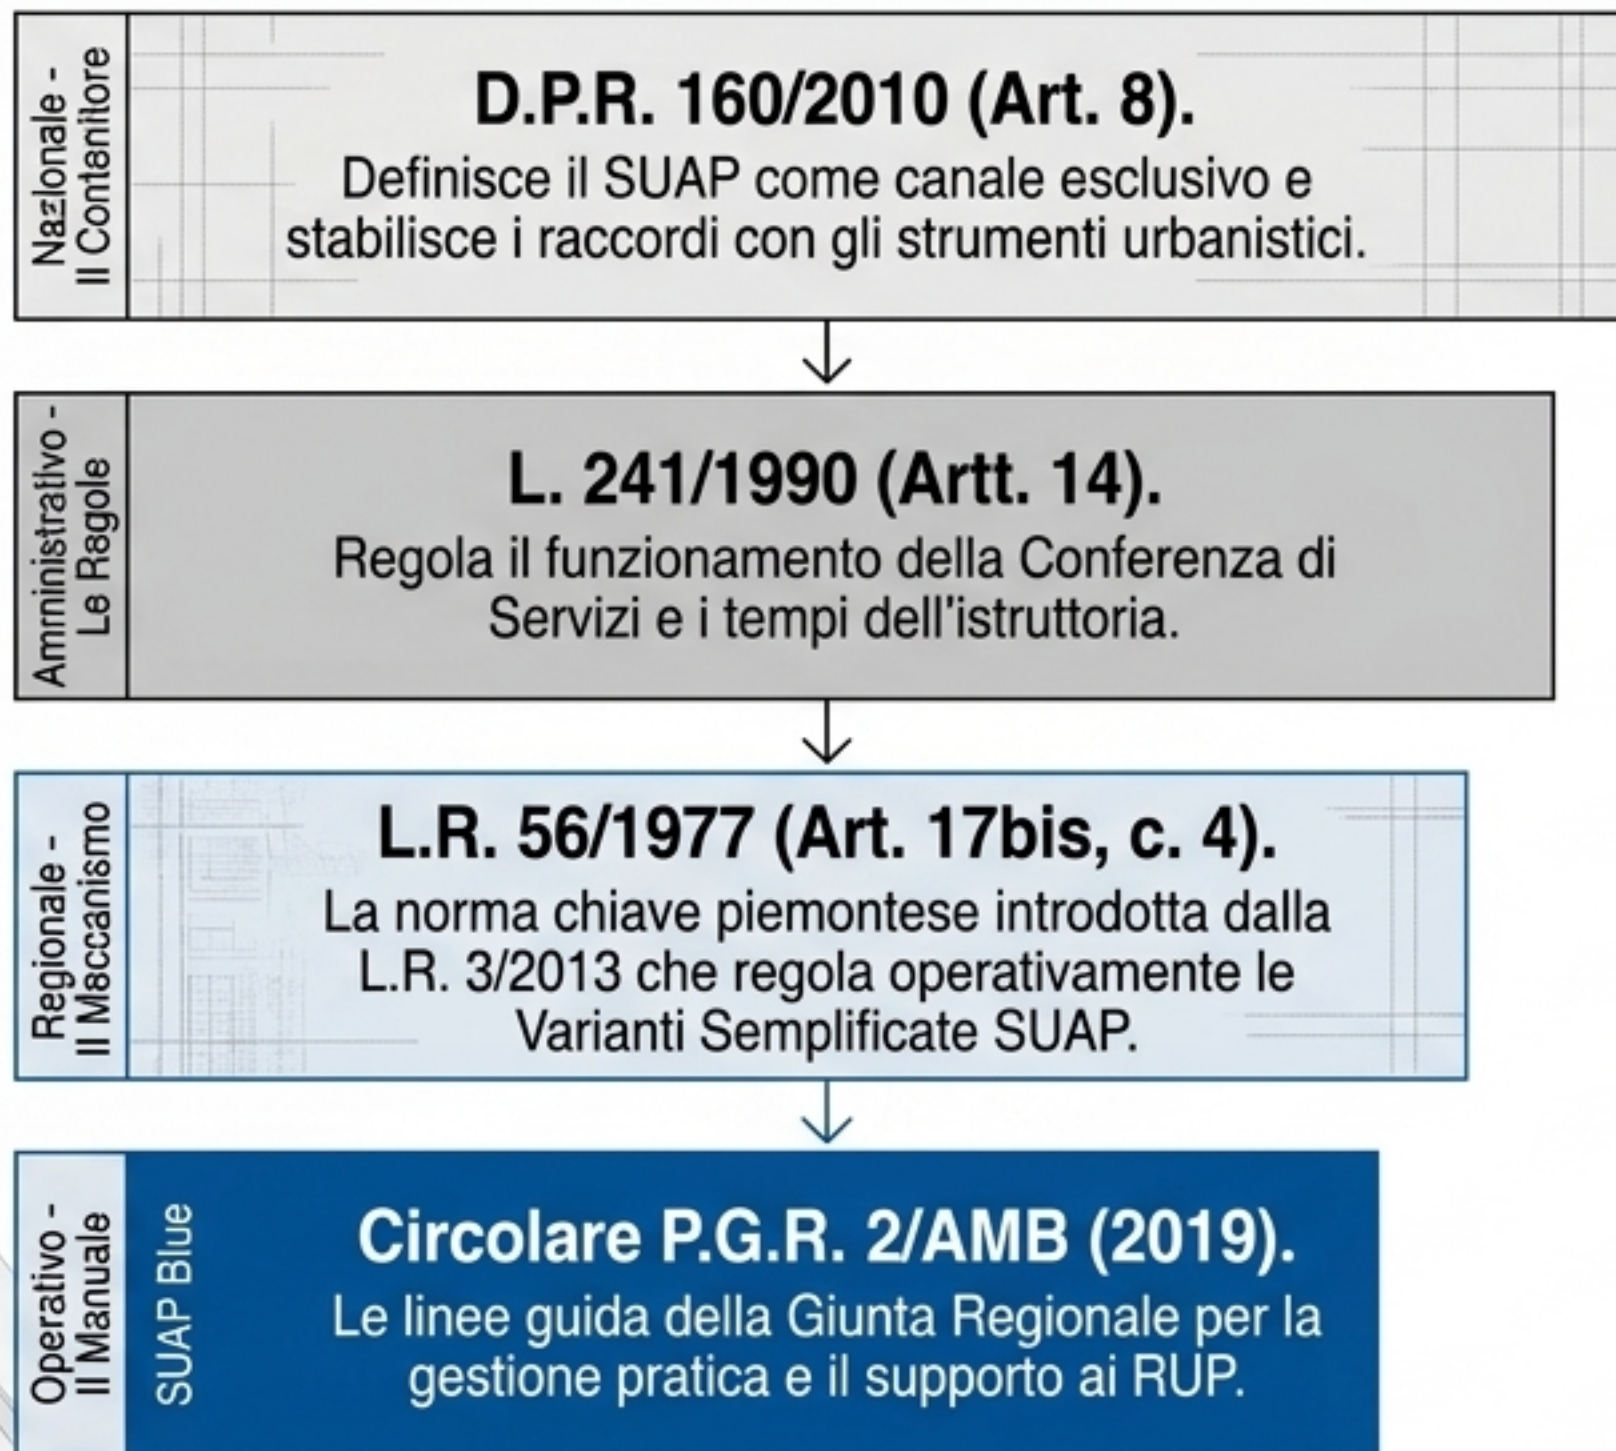 Nazionale -
Il Contenitore
D.P.R. 160/2010 (Art. 8).
Definisce il SUAP come canale esclusivo e
stabilisce i raccordi con gli strumenti urbanistici.
Amministrativo -
Le Ragole
L. 241/1990 (Artt. 14).
Regola il funzionamento della Conferenza di
Servizi e i tempi dell'istruttoria.
Regionale -
Il Maccanismo
L.R. 56/1977 (Art. 17bis, c. 4).
La norma chiave piemontese introdotta dalla
L.R. 3/2013 che regola operativamente le
Varianti Semplificate SUAP.
Operativo -
Il Manuale
SUAP Blue
Circolare P.G.R. 2/AMB (2019).
Le linee guida della Giunta Regionale per la
gestione pratica e il supporto ai RUP.